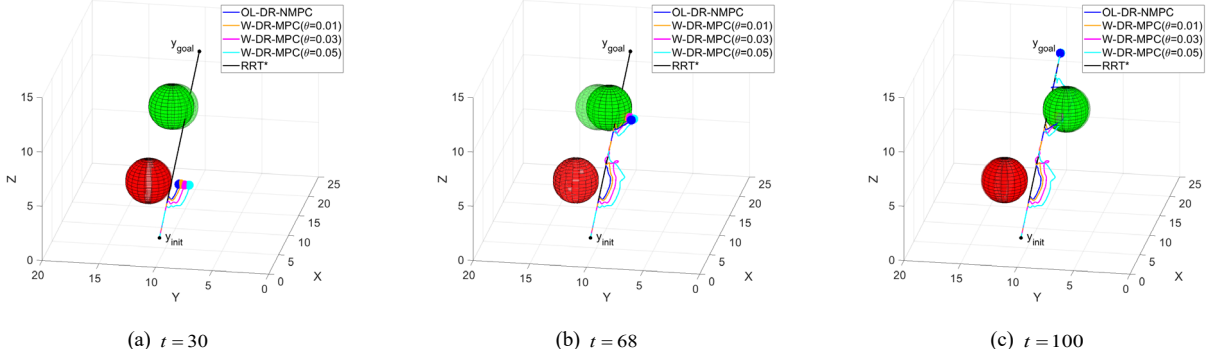 OL-DR-NMPC
W-DR-MPC(θ=0.01)
W-DR-MPC(θ=0.03)
W-DR-MPC(θ=0.05)
RRT*
y_goal
y_init
15
10
5
0
Z
20
15
10
5
0
Y
0
5
10
15
20
25
X
(a) t = 30
OL-DR-NMPC
W-DR-MPC(θ=0.01)
W-DR-MPC(θ=0.03)
W-DR-MPC(θ=0.05)
RRT*
y_goal
y_init
15
10
5
0
Z
20
15
10
5
0
Y
0
5
10
15
20
25
X
(b) t = 68
OL-DR-NMPC
W-DR-MPC(θ=0.01)
W-DR-MPC(θ=0.03)
W-DR-MPC(θ=0.05)
RRT*
y_goal
y_init
15
10
5
0
Z
20
15
10
5
0
Y
0
5
10
15
20
25
X
(c) t = 100